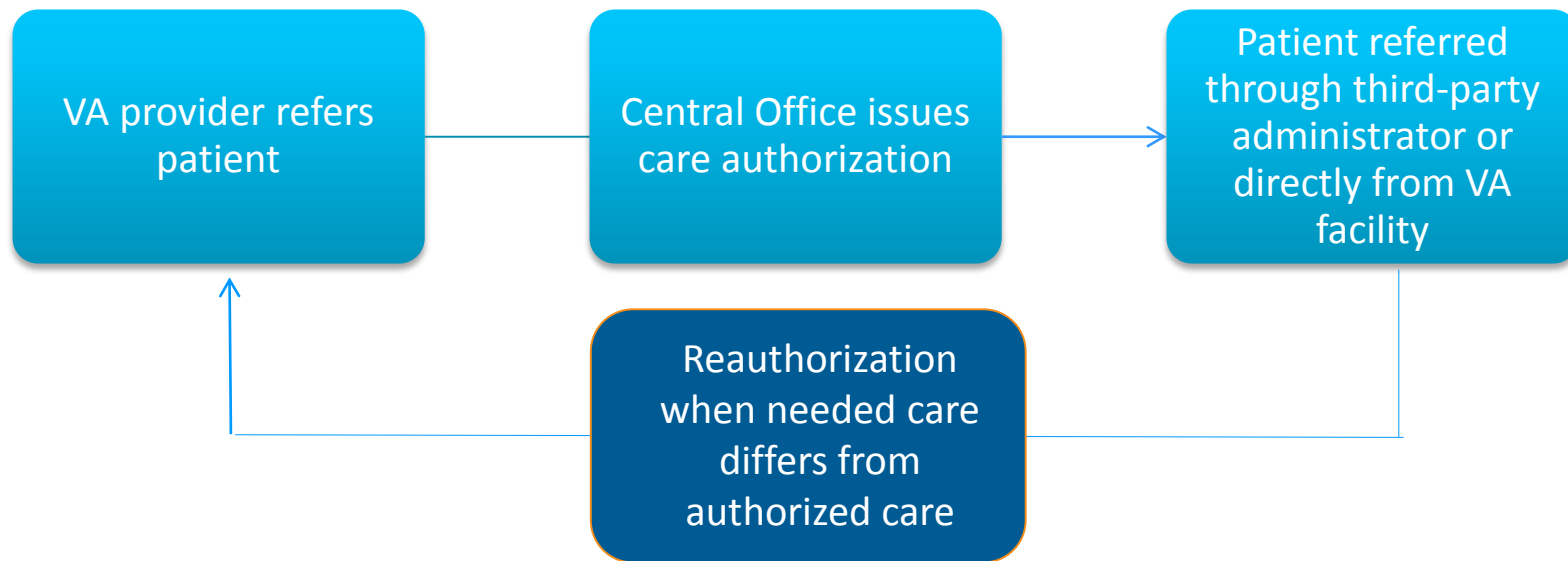 VA provider refers
patient
Central Office issues
care authorization
Patient referred
through third-party
administrator or
directly from VA
facility
Reauthorization
when needed care
differs from
authorized care